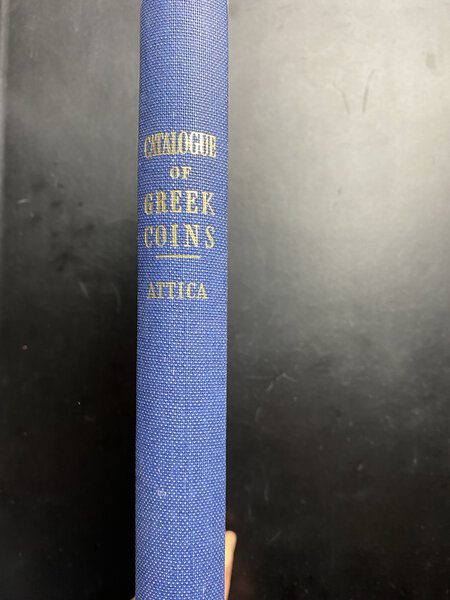 CATALOGUE
OF
GREEK
COINS
ATTICA